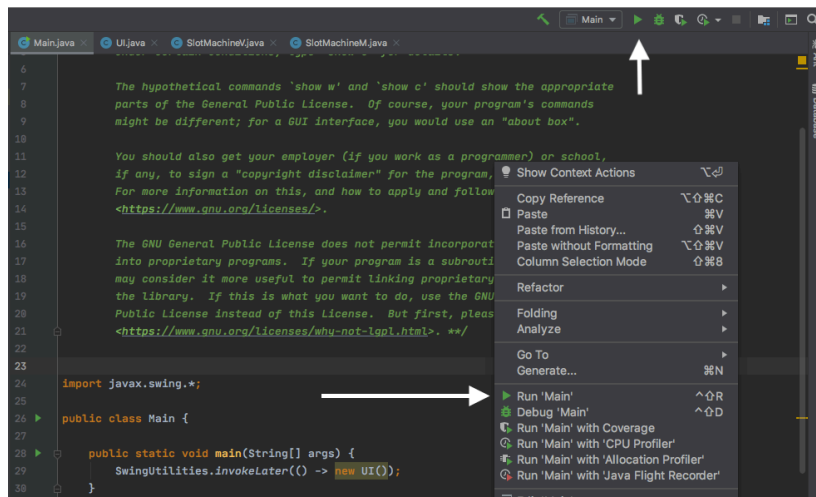 Main
Main.java
UI.java
SlotMachineV.java
SlotMachineM.java
6
7 The hypothetical commands `show w' and `show c' should show the appropriate
8 parts of the General Public License. Of course, your program's commands
9 might be different; for a GUI interface, you would use an "about box".
10
11 You should also get your employer (if you work as a programmer) or school,
12 if any, to sign a "copyright disclaimer" for the program,
13 For more information on this, and how to apply and follow
14 <https://www.gnu.org/licenses/>.
15
16 The GNU General Public License does not permit incorporat
17 into proprietary programs. If your program is a subrouti
18 may consider it more useful to permit linking proprietary
19 the library. If this is what you want to do, use the GNU
20 Public License instead of this License. But first, pleas
21 <https://www.gnu.org/licenses/why-not-lgpl.html>. **/
22
23
24 import javax.swing.*;
25
26 public class Main {
27
28 public static void main(String[] args) {
29 SwingUtilities.invokeLater(() -> new UI());
30 }
Show Context Actions ⌥⏎
Copy Reference ⌥⇧⌘C
Paste ⌘V
Paste from History... ⇧⌘V
Paste without Formatting ⌥⇧⌘V
Column Selection Mode ⇧⌘8
Refactor
Folding
Analyze
Go To
Generate... ⌘N
Run 'Main' ^⇧R
Debug 'Main' ^⇧D
Run 'Main' with Coverage
Run 'Main' with 'CPU Profiler'
Run 'Main' with 'Allocation Profiler'
Run 'Main' with 'Java Flight Recorder'
Database